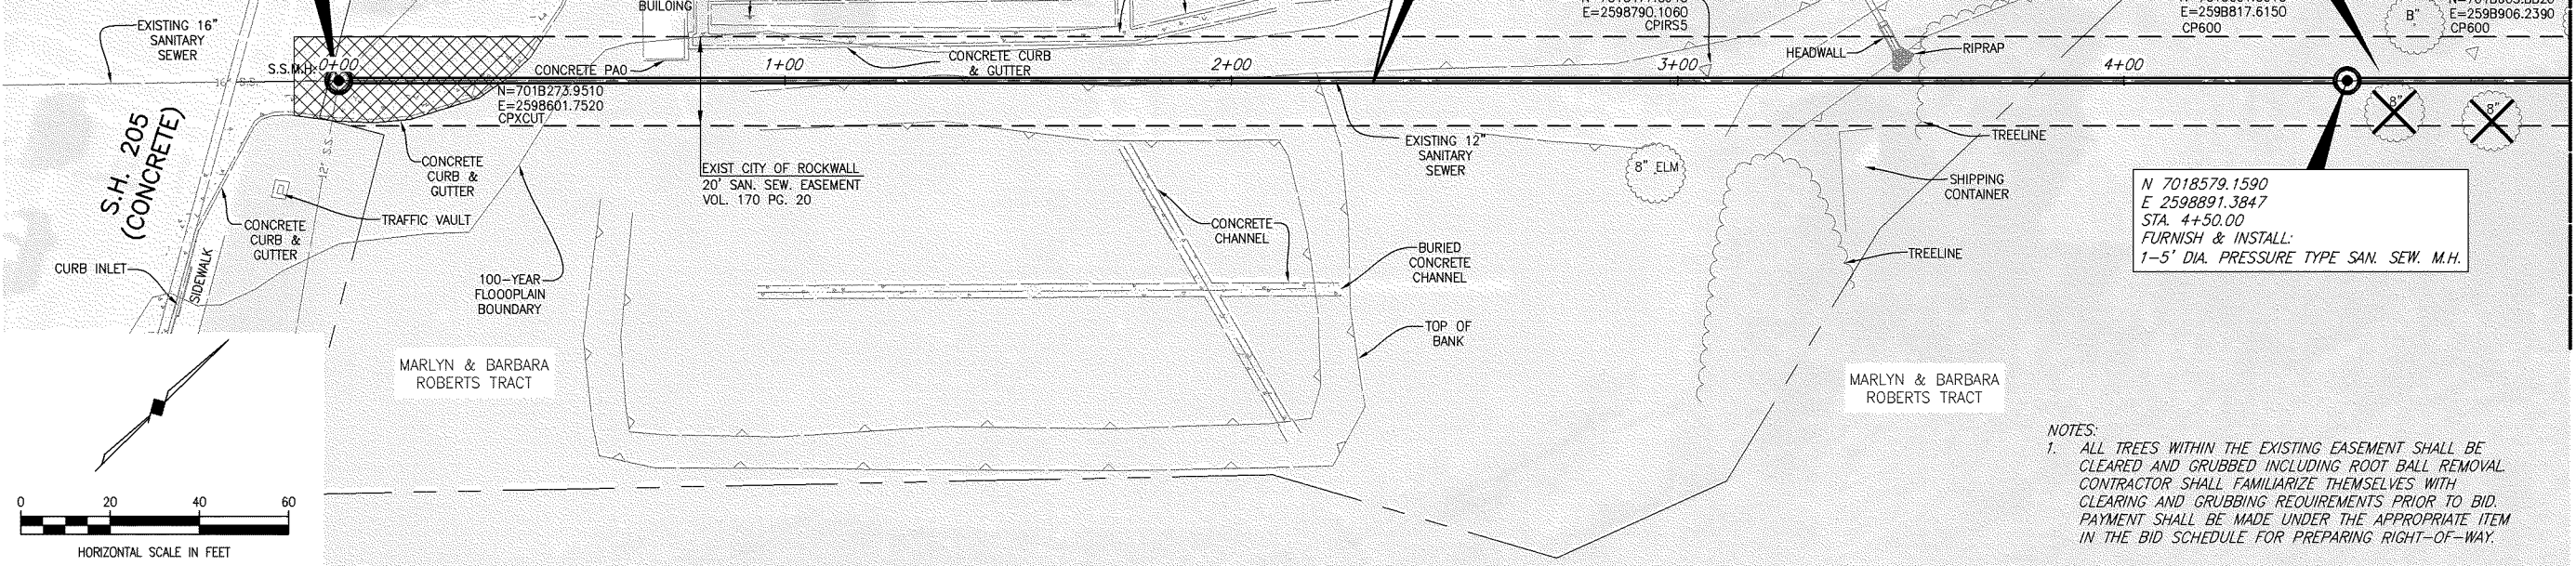 EXISTING 16"
SANITARY
SEWER
BUILDING
E=2598790.1060
CPIRS5
E=259B817.6150
CP600
B"
E=259B906.2390
CP600
S.S.M.H.
0+00
CONCRETE PAO
1+00
CONCRETE CURB
& GUTTER
2+00
3+00
HEADWALL
RIPRAP
4+00
16" S.S.
N=701B273.9510
E=2598601.7520
CPXCUT
S.H. 205
(CONCRETE)
12" S.S.
8"
8"
TREELINE
EXISTING 12"
SANITARY
SEWER
CONCRETE
CURB &
GUTTER
EXIST CITY OF ROCKWALL
20' SAN. SEW. EASEMENT
VOL. 170 PG. 20
8" ELM
SHIPPING
CONTAINER
N 7018579.1590
E 2598891.3847
STA. 4+50.00
FURNISH & INSTALL:
1-5' DIA. PRESSURE TYPE SAN. SEW. M.H.
TRAFFIC VAULT
CONCRETE
CURB &
GUTTER
CONCRETE
CHANNEL
BURIED
CONCRETE
CHANNEL
TREELINE
CURB INLET
SIDEWALK
100-YEAR
FLOOOPLAIN
BOUNDARY
TOP OF
BANK
MARLYN & BARBARA
ROBERTS TRACT
MARLYN & BARBARA
ROBERTS TRACT
NOTES:
1. ALL TREES WITHIN THE EXISTING EASEMENT SHALL BE
CLEARED AND GRUBBED INCLUDING ROOT BALL REMOVAL.
CONTRACTOR SHALL FAMILIARIZE THEMSELVES WITH
CLEARING AND GRUBBING REQUIREMENTS PRIOR TO BID.
PAYMENT SHALL BE MADE UNDER THE APPROPRIATE ITEM
IN THE BID SCHEDULE FOR PREPARING RIGHT-OF-WAY.
0 20 40 60
HORIZONTAL SCALE IN FEET